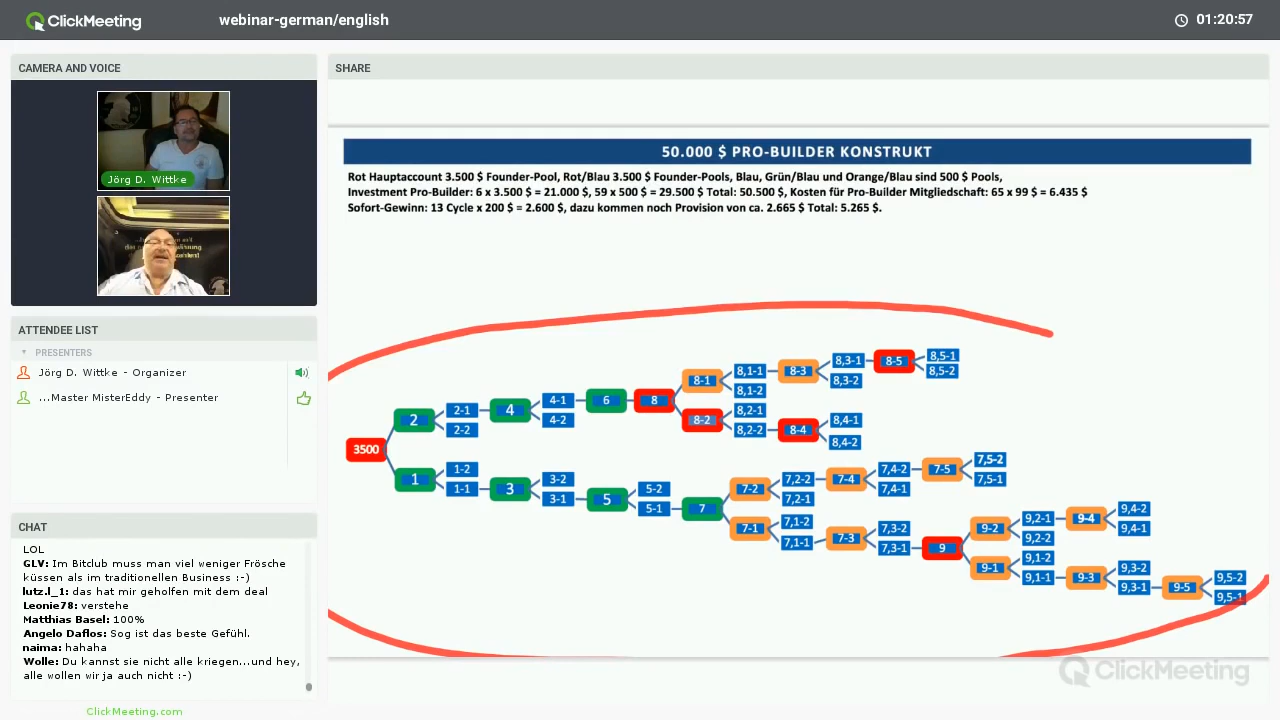 ClickMeeting
webinar-german/english
01:20:57
CAMERA AND VOICE
Jörg D. Wittke
ATTENDEE LIST
PRESENTERS
Jörg D. Wittke - Organizer
...Master MisterEddy - Presenter
CHAT
LOL
GLV: Im Bitclub muss man viel weniger Frösche
küssen als im traditionellen Business :-)
lutz.l_1: das hat mir geholfen mit dem deal
Leonie78: verstehe
Matthias Basel: 100%
Angelo Daflos: Sog ist das beste Gefühl.
naima: hahaha
Wolle: Du kannst sie nicht alle kriegen...und hey,
alle wollen wir ja auch nicht :-)
ClickMeeting.com
SHARE
50.000 $ PRO-BUILDER KONSTRUKT
Rot Hauptaccount 3.500 $ Founder-Pool, Rot/Blau 3.500 $ Founder-Pools, Blau, Grün/Blau und Orange/Blau sind 500 $ Pools,
Investment Pro-Builder: 6 x 3.500 $ = 21.000 $, 59 x 500 $ = 29.500 $ Total: 50.500 $, Kosten für Pro-Builder Mitgliedschaft: 65 x 99 $ = 6.435 $
Sofort-Gewinn: 13 Cycle x 200 $ = 2.600 $, dazu kommen noch Provision von ca. 2.665 $ Total: 5.265 $.
8,3-1 8-5 8,5-1
8,5-2
8-1 8,1-1 8-3 8,3-2
8,1-2
2 2-1 4 4-1 6 8
2-2 4-2
8-2 8,2-1 8,4-1
8,2-2 8-4 8,4-2
3500
1 1-2 3-2
1-1 3 3-1 5 5-2
5-1 7
7-2 7,2-2 7-4 7,4-2 7-5 7,5-2
7,2-1 7,4-1 7,5-1
7-1 7,1-2 7,3-2
7,1-1 7-3 7,3-1 9
9-2 9,2-1 9-4 9,4-2
9,2-2 9,4-1
9-1 9,1-2 9,3-2
9,1-1 9-3 9,3-1 9-5 9,5-2
9,5-1
ClickMeeting